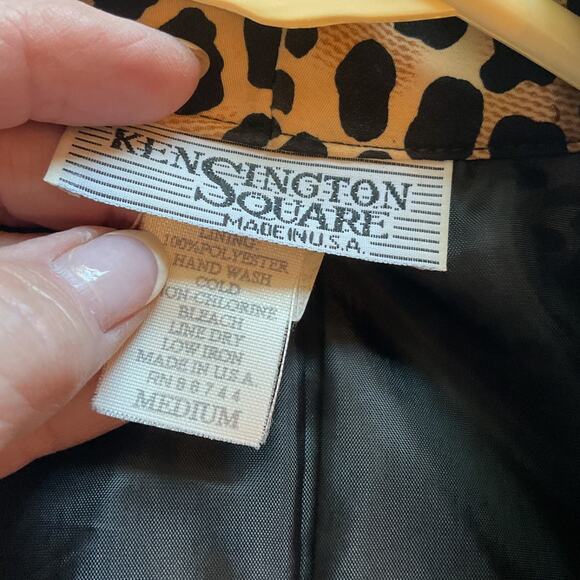 KENSINGTON
SQUARE
MADE IN U.S.A.
LINING
100% POLYESTER
HAND WASH
COLD
NON-CHLORINE
BLEACH
LIME DRY
LOW IRON
MADE IN U.S.A.
MEDIUM